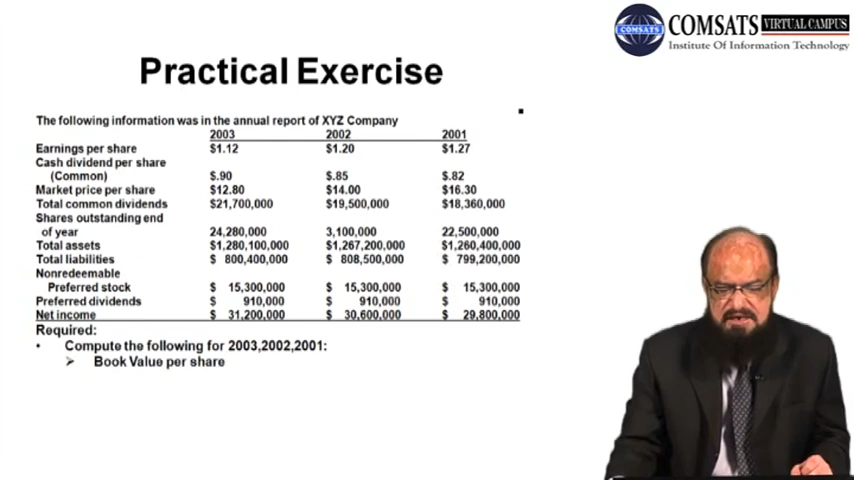 COMSATS
COMSATS VIRTUAL CAMPUS
Institute Of Information Technology
Practical Exercise
The following information was in the annual report of XYZ Company
2003 2002 2001
Earnings per share $1.12 $1.20 $1.27
Cash dividend per share
(Common) $.90 $.85 $.82
Market price per share $12.80 $14.00 $16.30
Total common dividends $21,700,000 $19,500,000 $18,360,000
Shares outstanding end
of year 24,280,000 3,100,000 22,500,000
Total assets $1,280,100,000 $1,267,200,000 $1,260,400,000
Total liabilities $ 800,400,000 $ 808,500,000 $ 799,200,000
Nonredeemable
Preferred stock $ 15,300,000 $ 15,300,000 $ 15,300,000
Preferred dividends $ 910,000 $ 910,000 $ 910,000
Net income $ 31,200,000 $ 30,600,000 $ 29,800,000
Required:
• Compute the following for 2003,2002,2001:
➢ Book Value per share